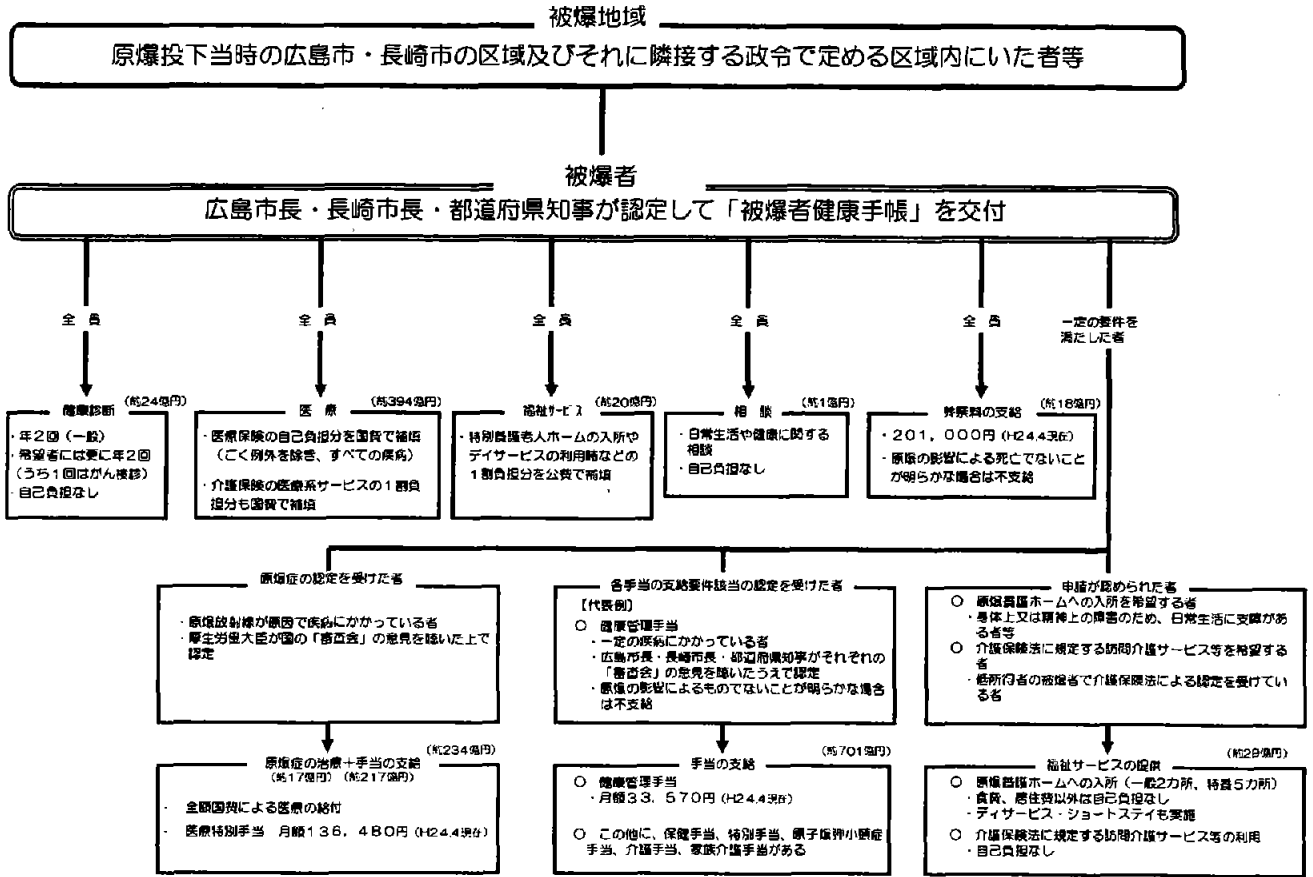 被爆地域
原爆投下当時の広島市・長崎市の区域及びそれに隣接する政令で定める区域内にいた者等
被爆者
広島市長・長崎市長・都道府県知事が認定して「被爆者健康手帳」を交付
全 員
全 員
全 員
全 員
全 員
一定の要件を
満たした者
健康診断
(約24億円)
・年2回(一般)
・希望者には更に年2回
(うち1回はがん検診)
・自己負担なし
医 療
(約394億円)
・医療保険の自己負担分を国費で補填
(ごく例外を除き、すべての疾病)
・介護保険の医療系サービスの1割負
担分も国費で補填
福祉サービス
(約20億円)
・特別養護老人ホームの入所や
デイサービスの利用時などの
1割負担分を公費で補填
相 談
(約1億円)
・日常生活や健康に関する
相談
・自己負担なし
葬祭料の支給
(約18億円)
・201,000円(H24.4現在)
・原爆の影響による死亡でないこと
が明らかな場合は不支給
原爆症の認定を受けた者
・原爆放射線が原因で疾病にかかっている者
・厚生労働大臣が国の「審査会」の意見を聴いた上で
認定
各手当の支給要件該当の認定を受けた者
【代表例】
○ 健康管理手当
・一定の疾病にかかっている者
・広島市長・長崎市長・都道府県知事がそれぞれの
「審査会」の意見を聴いたうえで認定
・原爆の影響によるものでないことが明らかな場合
は不支給
申請が認められた者
○ 原爆養護ホームへの入所を希望する者
・身体上又は精神上の障害のため、日常生活に支障があ
る者等
○ 介護保険法に規定する訪問介護サービス等を希望する
者
・低所得者の被爆者で介護保険法による認定を受けてい
る者
(約234億円)
原爆症の治療+手当の支給
(約17億円) (約217億円)
・ 全額国費による医療の給付
・ 医療特別手当 月額136,480円(H24.4現在)
(約701億円)
手当の支給
○ 健康管理手当
・月額33,570円(H24.4現在)
○ この他に、保健手当、特別手当、原子爆弾小頭症
手当、介護手当、家族介護手当がある
(約29億円)
福祉サービスの提供
○ 原爆養護ホームへの入所(一般2カ所、特養5カ所)
・食費、居住費以外は自己負担なし
・ディサービス・ショートステイも実施
○ 介護保険法に規定する訪問介護サービス等の利用
・自己負担なし